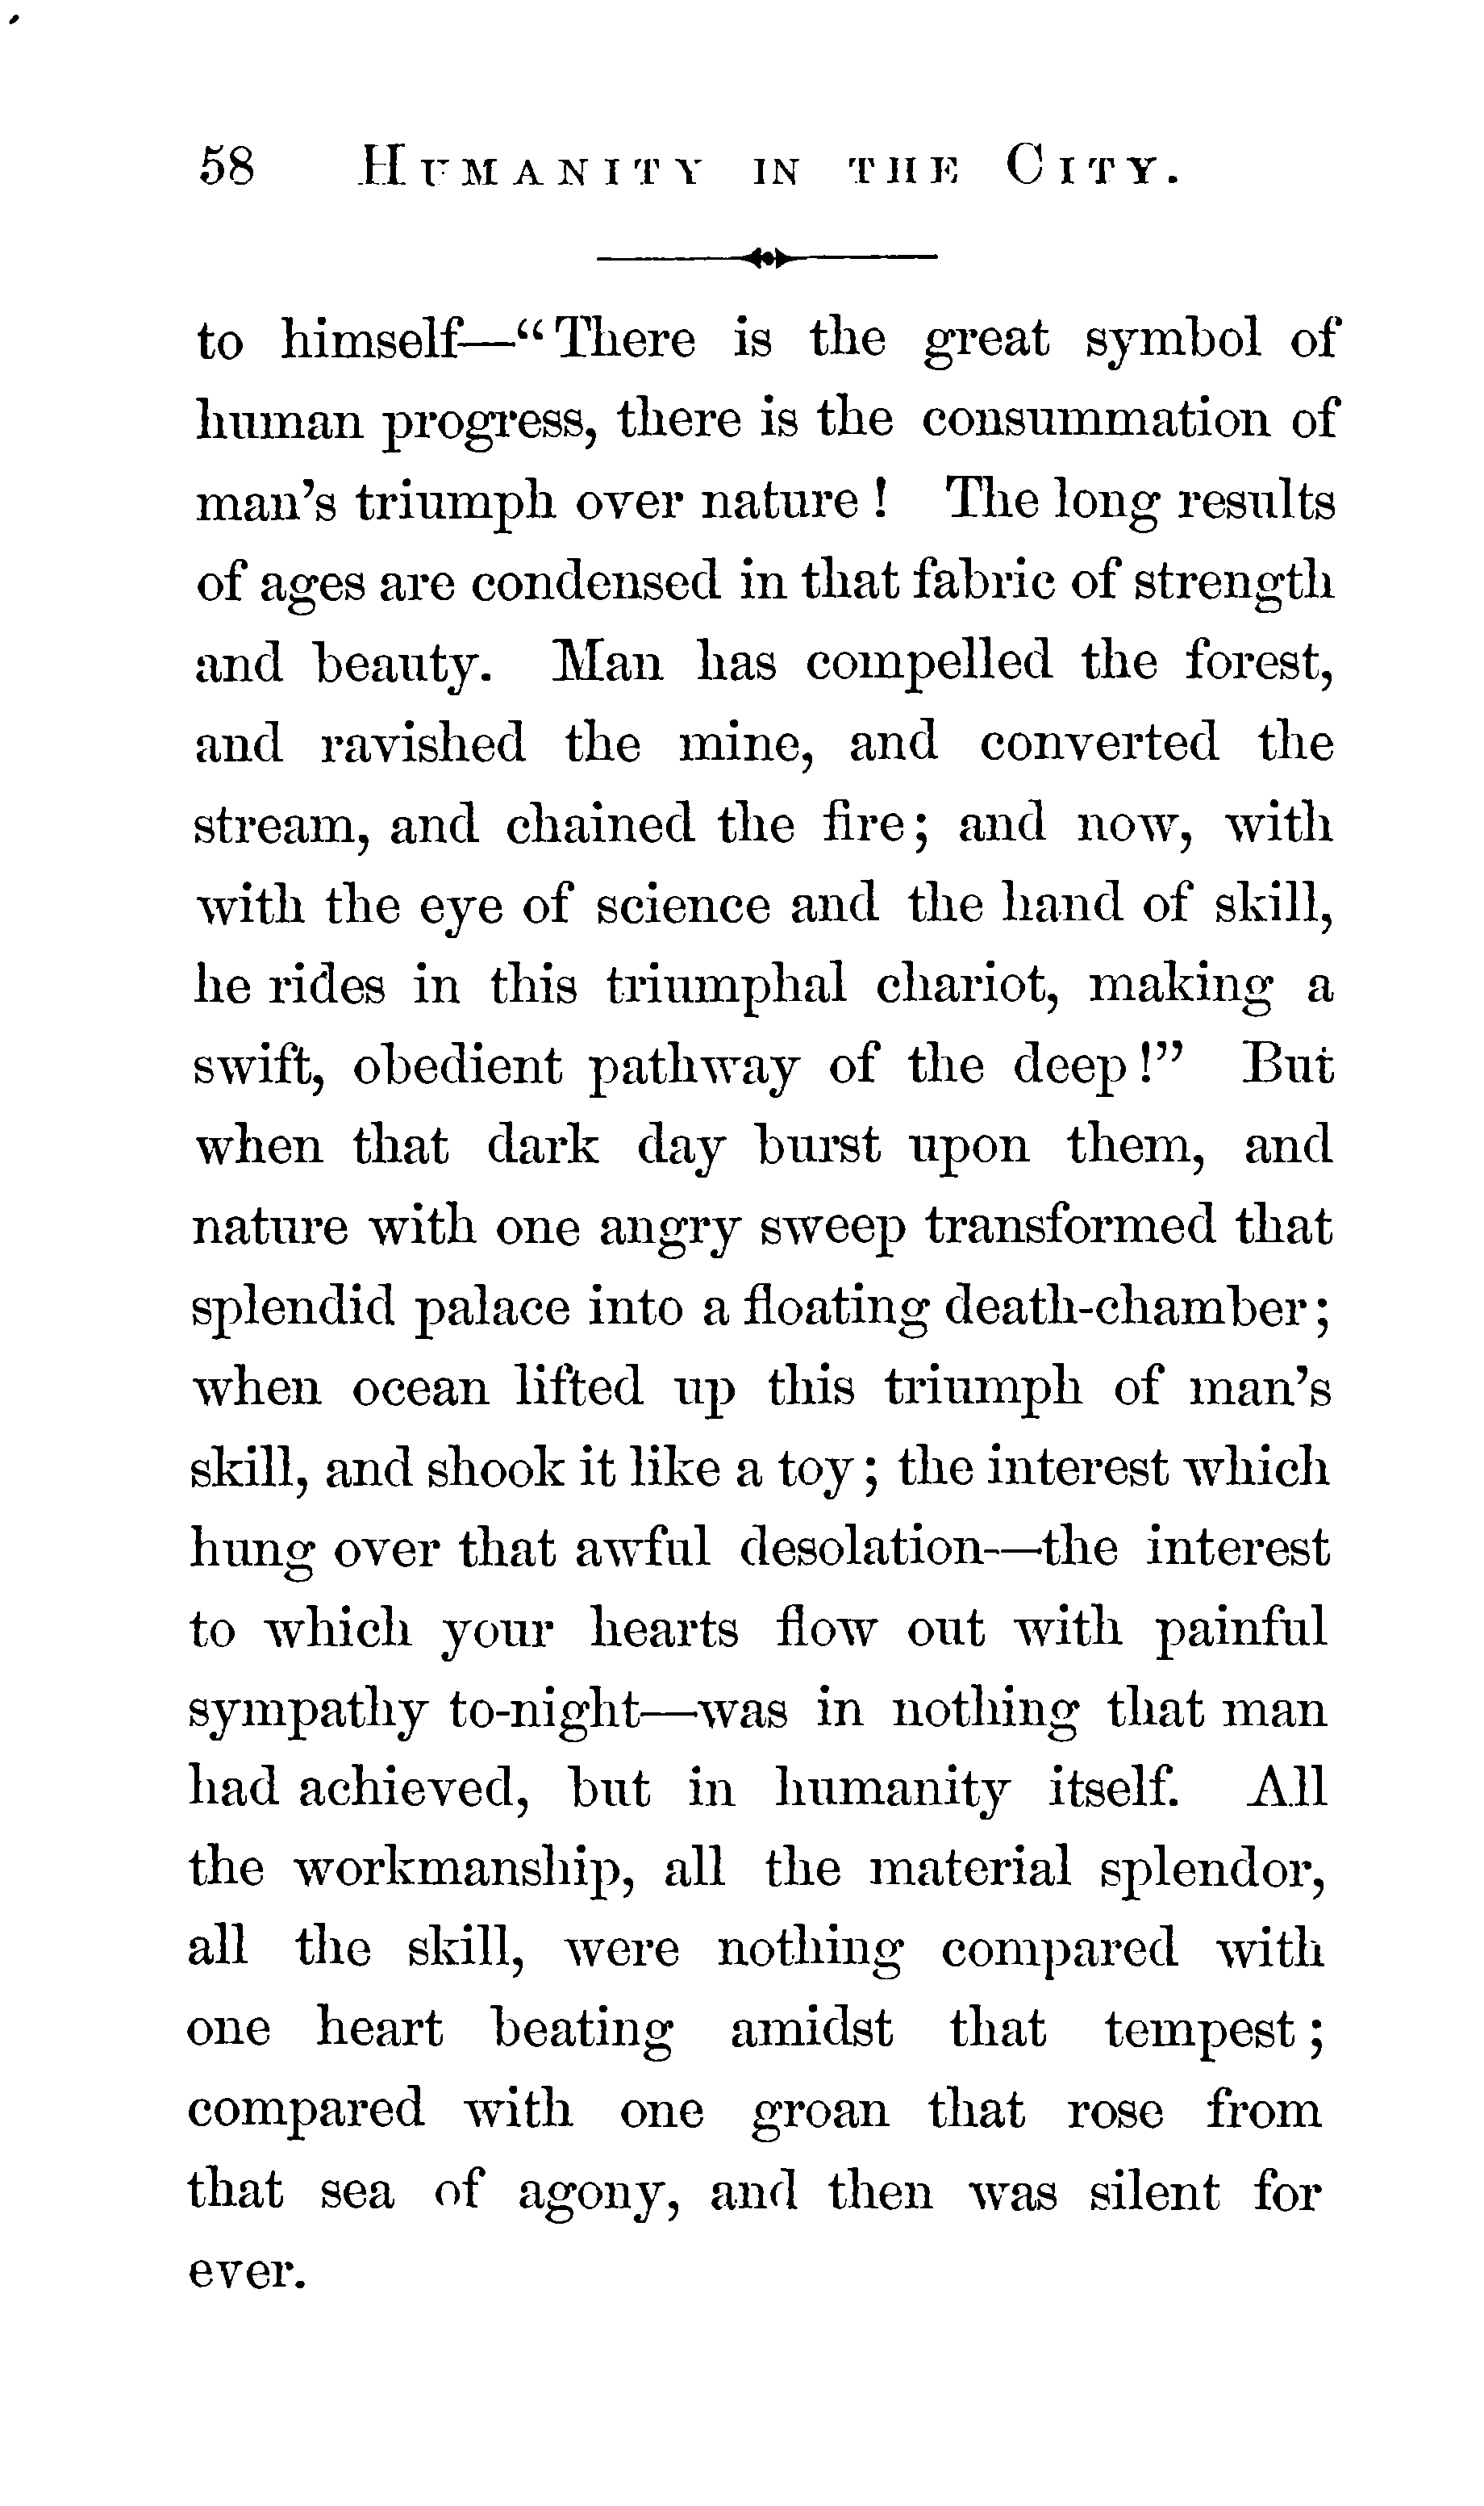 58 HUMANITY IN THE CITY.
to himself—“There is the great symbol of
human progress, there is the consummation of
man’s triumph over nature! The long results
of ages are condensed in that fabric of strength
and beauty. Man has compelled the forest,
and ravished the mine, and converted the
stream, and chained the fire; and now, with
with the eye of science and the hand of skill,
he rides in this triumphal chariot, making a
swift, obedient pathway of the deep!” But
when that dark day burst upon them, and
nature with one angry sweep transformed that
splendid palace into a floating death-chamber;
when ocean lifted up this triumph of man’s
skill, and shook it like a toy; the interest which
hung over that awful desolation—the interest
to which your hearts flow out with painful
sympathy to-night—was in nothing that man
had achieved, but in humanity itself. All
the workmanship, all the material splendor,
all the skill, were nothing compared with
one heart beating amidst that tempest;
compared with one groan that rose from
that sea of agony, and then was silent for
ever.